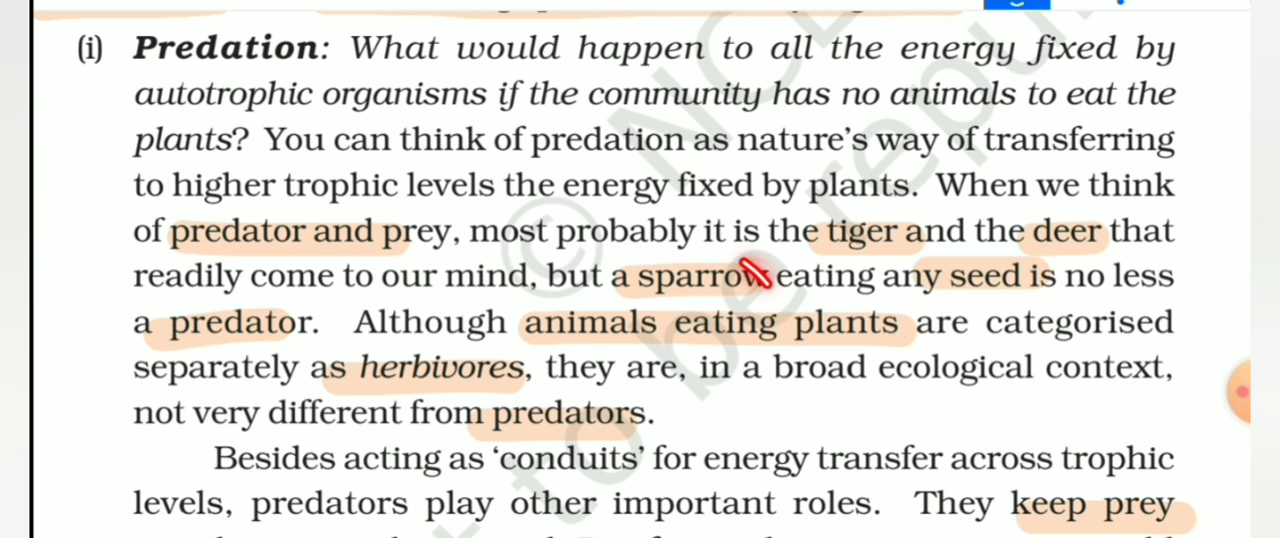 (i) Predation: What would happen to all the energy fixed by
autotrophic organisms if the community has no animals to eat the
plants? You can think of predation as nature's way of transferring
to higher trophic levels the energy fixed by plants. When we think
of predator and prey, most probably it is the tiger and the deer that
readily come to our mind, but a sparrow eating any seed is no less
a predator. Although animals eating plants are categorised
separately as herbivores, they are, in a broad ecological context,
not very different from predators.
Besides acting as ‘conduits’ for energy transfer across trophic
levels, predators play other important roles. They keep prey